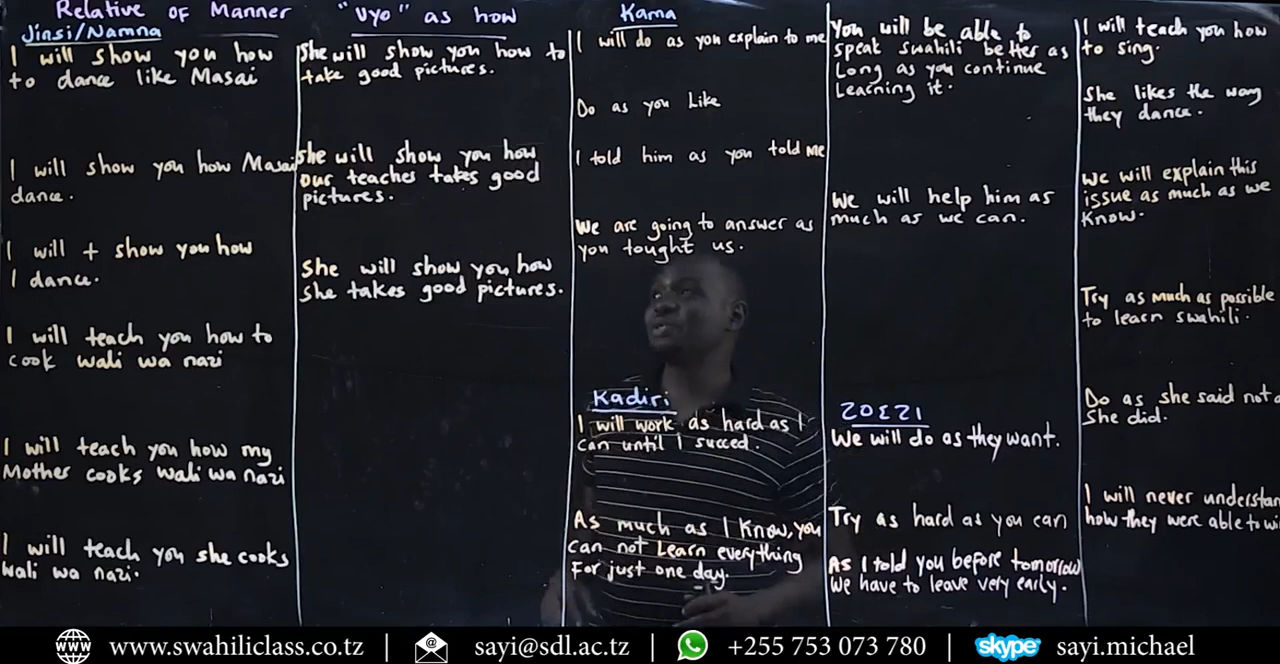 Relative of Manner "Vyo" as how
Jinsi/Namna
I will show you how
to dance like Masai
I will show you how Masai
dance.
I will + show you how
I dance.
I will teach you how to
cook wali wa nazi
I will teach you how my
Mother cooks wali wa nazi
I will teach you she cooks
wali wa nazi.
She will show you how to
take good pictures.
She will show you how
our teaches takes good
pictures.
She will show you how
she takes good pictures.
Kama
I will do as you explain to me
Do as you Like
I told him as you told me
We are going to answer as
you tought us.
Kadiri
I will work as hard as I
can until I succed.
As much as I know, you
can not Learn everything
For just one day.
You will be able to
speak swahili better as
Long as you continue
Learning it.
We will help him as
much as we can.
We will do as they want.
Try as hard as you can
As I told you before tomorrow
We have to leave very early.
I will teach you how
to sing.
She likes the way
they dance.
We will explain this
issue as much as we
know.
Try as much as possible
to learn swahili.
Do as she said not
She did.
I will never understan
how they were able to wi
www.swahiliclass.co.tz | sayi@sdl.ac.tz | +255 753 073 780 | skype sayi.michael